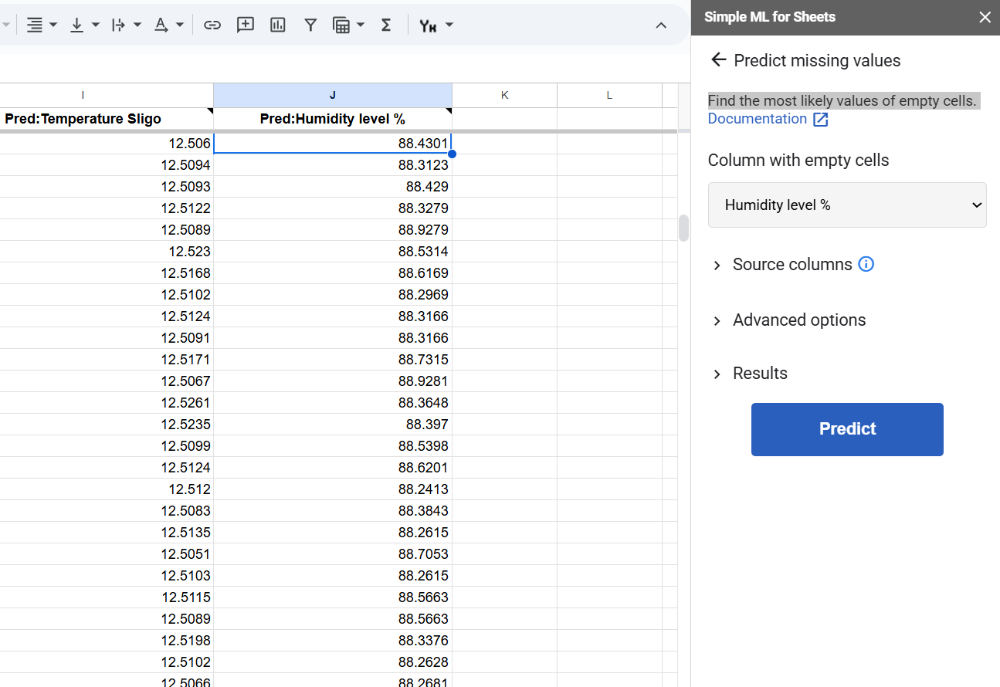 Simple ML for Sheets
Predict missing values
Find the most likely values of empty cells.
Documentation
Column with empty cells
Humidity level %
Source columns
Advanced options
Results
Predict
I J K L
Pred:Temperature Sligo Pred:Humidity level %
12.506 88.4301
12.5094 88.3123
12.5093 88.429
12.5122 88.3279
12.5089 88.9279
12.523 88.5314
12.5168 88.6169
12.5102 88.2969
12.5124 88.3166
12.5091 88.3166
12.5171 88.7315
12.5067 88.9281
12.5261 88.3648
12.5235 88.397
12.5099 88.5398
12.5124 88.6201
12.512 88.2413
12.5083 88.3843
12.5135 88.2615
12.5051 88.7053
12.5103 88.2615
12.5115 88.5663
12.5089 88.5663
12.5198 88.3376
12.5102 88.2628
12.5066 88.2681